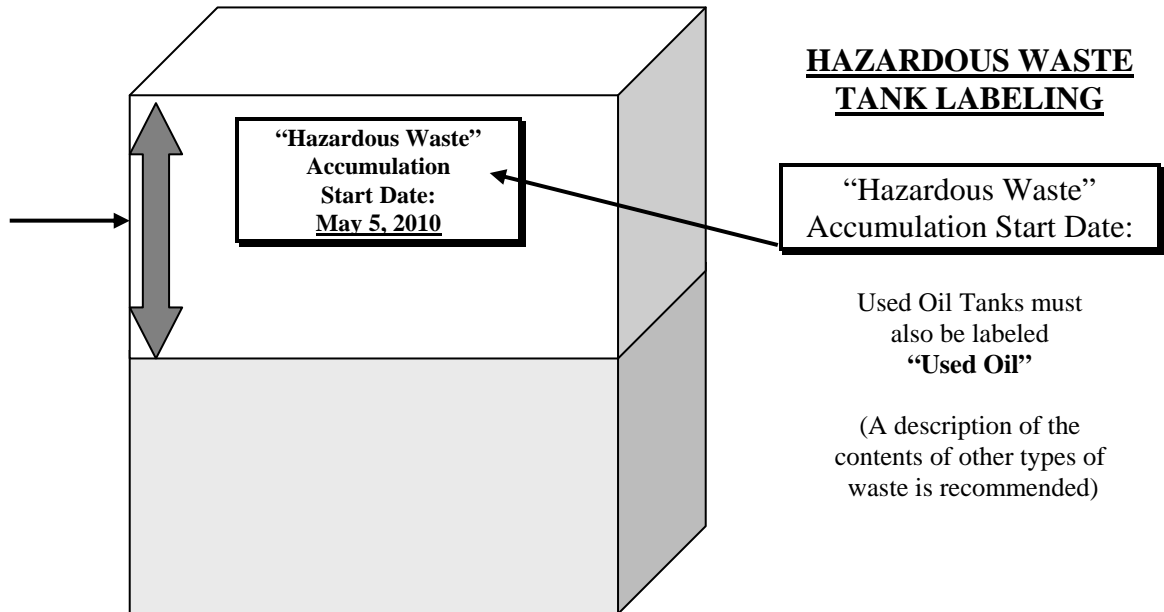 HAZARDOUS WASTE
TANK LABELING
“Hazardous Waste”
Accumulation
Start Date:
May 5, 2010
“Hazardous Waste”
Accumulation Start Date:
Used Oil Tanks must
also be labeled
“Used Oil”
(A description of the
contents of other types of
waste is recommended)